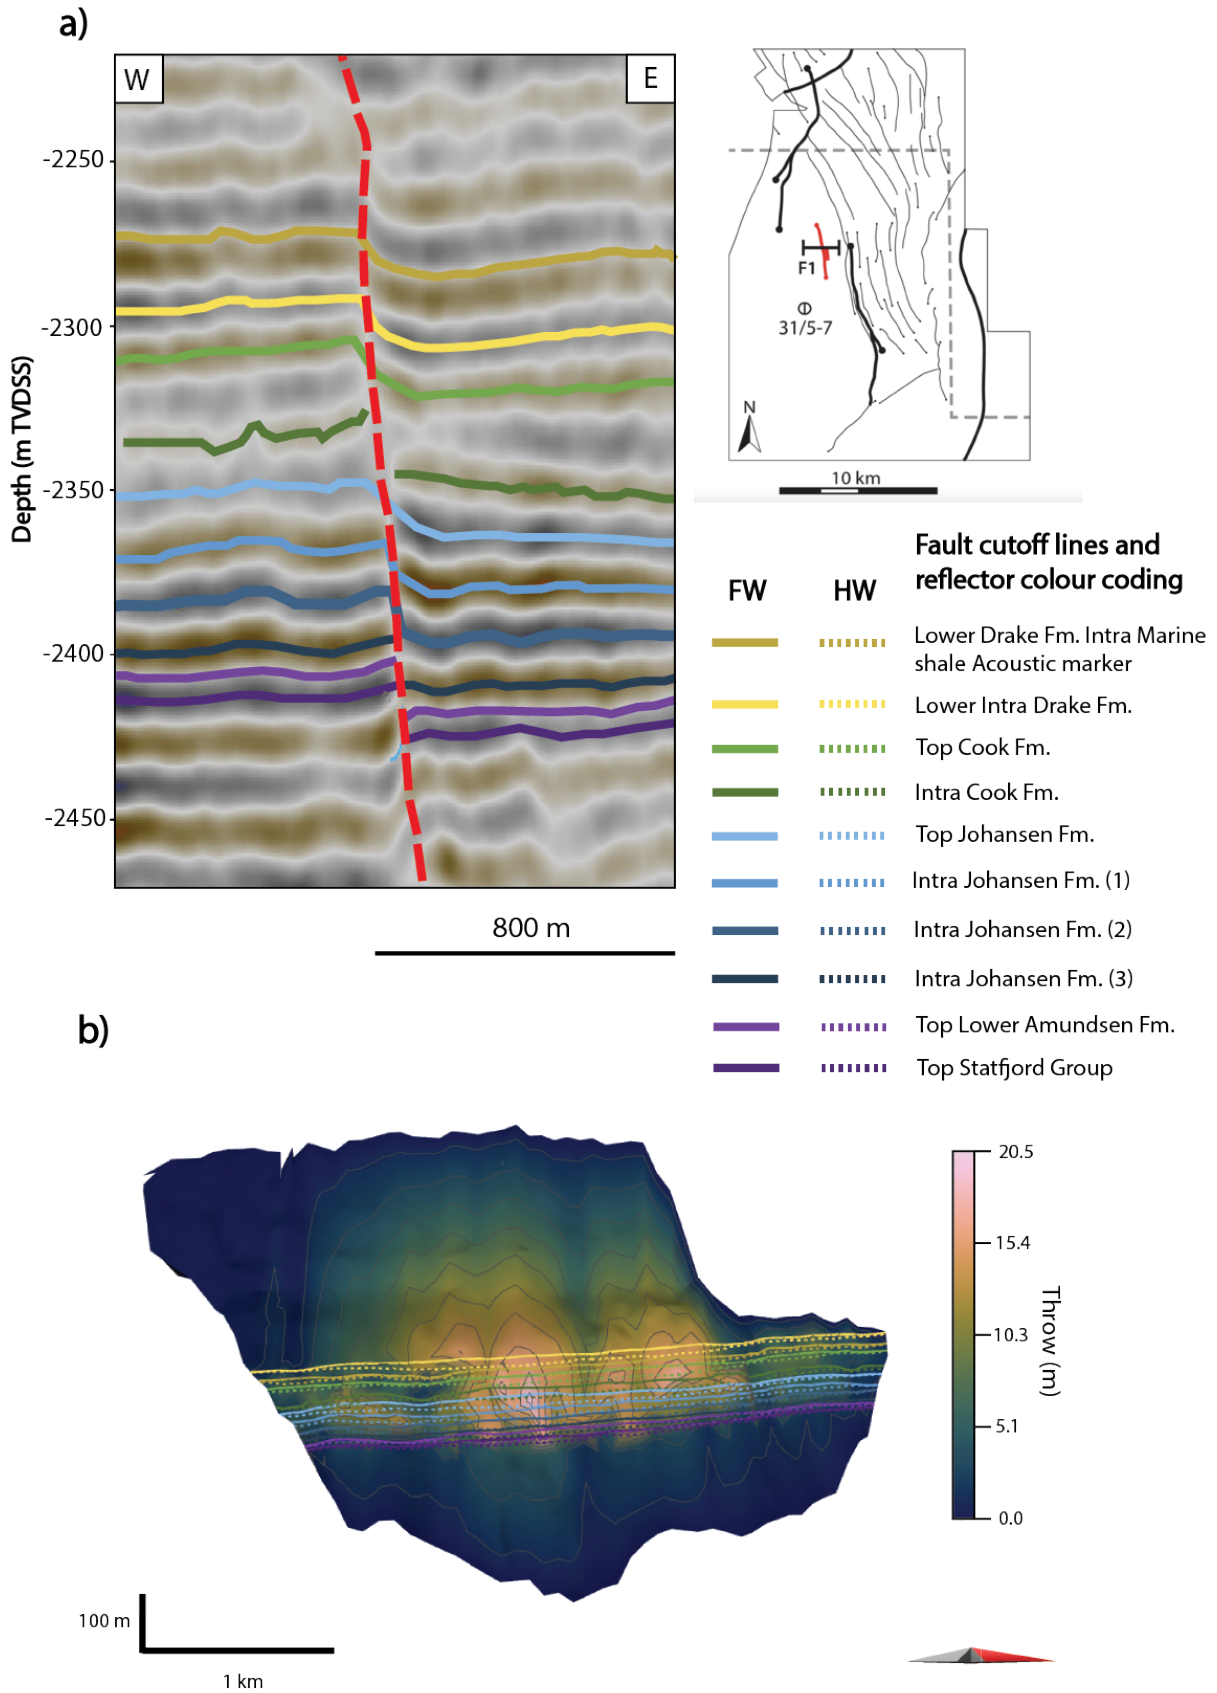 a)
W
E
-2250
-2300
-2350
-2400
-2450
Depth (m TVDSS)
800 m
F1
31/5-7
N
10 km
Fault cutoff lines and
reflector colour coding
FW
HW
Lower Drake Fm. Intra Marine
shale Acoustic marker
Lower Intra Drake Fm.
Top Cook Fm.
Intra Cook Fm.
Top Johansen Fm.
Intra Johansen Fm. (1)
Intra Johansen Fm. (2)
Intra Johansen Fm. (3)
Top Lower Amundsen Fm.
Top Statfjord Group
b)
20.5
15.4
10.3
5.1
0.0
Throw (m)
100 m
1 km